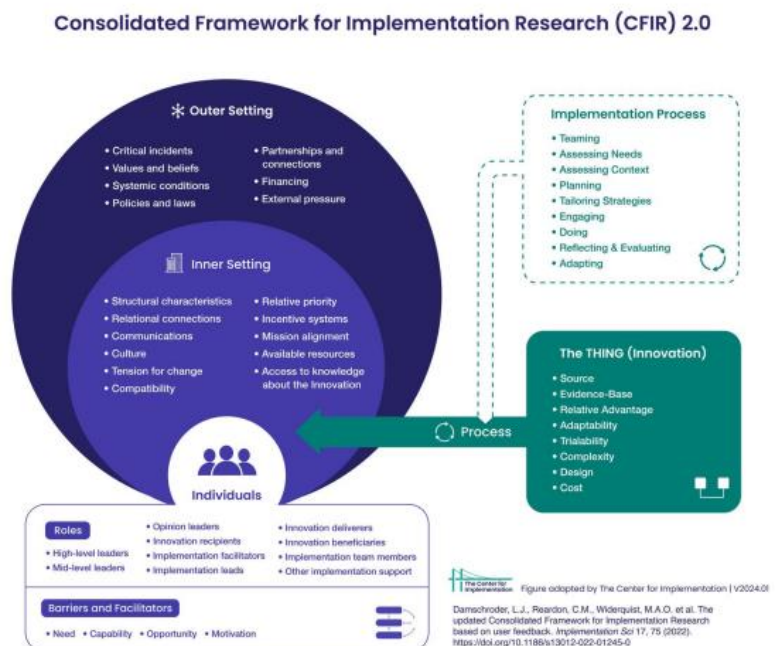 Consolidated Framework for Implementation Research (CFIR) 2.0
Outer Setting
• Critical incidents
• Values and beliefs
• Systemic conditions
• Policies and laws
• Partnerships and
connections
• Financing
• External pressure
Inner Setting
• Structural characteristics
• Relational connections
• Communications
• Culture
• Tension for change
• Compatibility
• Relative priority
• Incentive systems
• Mission alignment
• Available resources
• Access to knowledge
about the Innovation
Individuals
Roles
• High-level leaders
• Mid-level leaders
• Opinion leaders
• Innovation recipients
• Implementation facilitators
• Implementation leads
• Innovation deliverers
• Innovation beneficiaries
• Implementation team members
• Other implementation support
Barriers and Facilitators
• Need • Capability • Opportunity • Motivation
Implementation Process
• Teaming
• Assessing Needs
• Assessing Context
• Planning
• Tailoring Strategies
• Engaging
• Doing
• Reflecting & Evaluating
• Adapting
Process
The THING (Innovation)
• Source
• Evidence-Base
• Relative Advantage
• Adaptability
• Trialability
• Complexity
• Design
• Cost
The Center for
Implementation
Figure adopted by The Center for Implementation | V2024.01
Damschroder, L.J., Reardon, C.M., Widerquist, M.A.O. et al. The
updated Consolidated Framework for Implementation Research
based on user feedback. Implementation Sci 17, 75 (2022).
https://doi.org/10.1186/s13012-022-01245-0